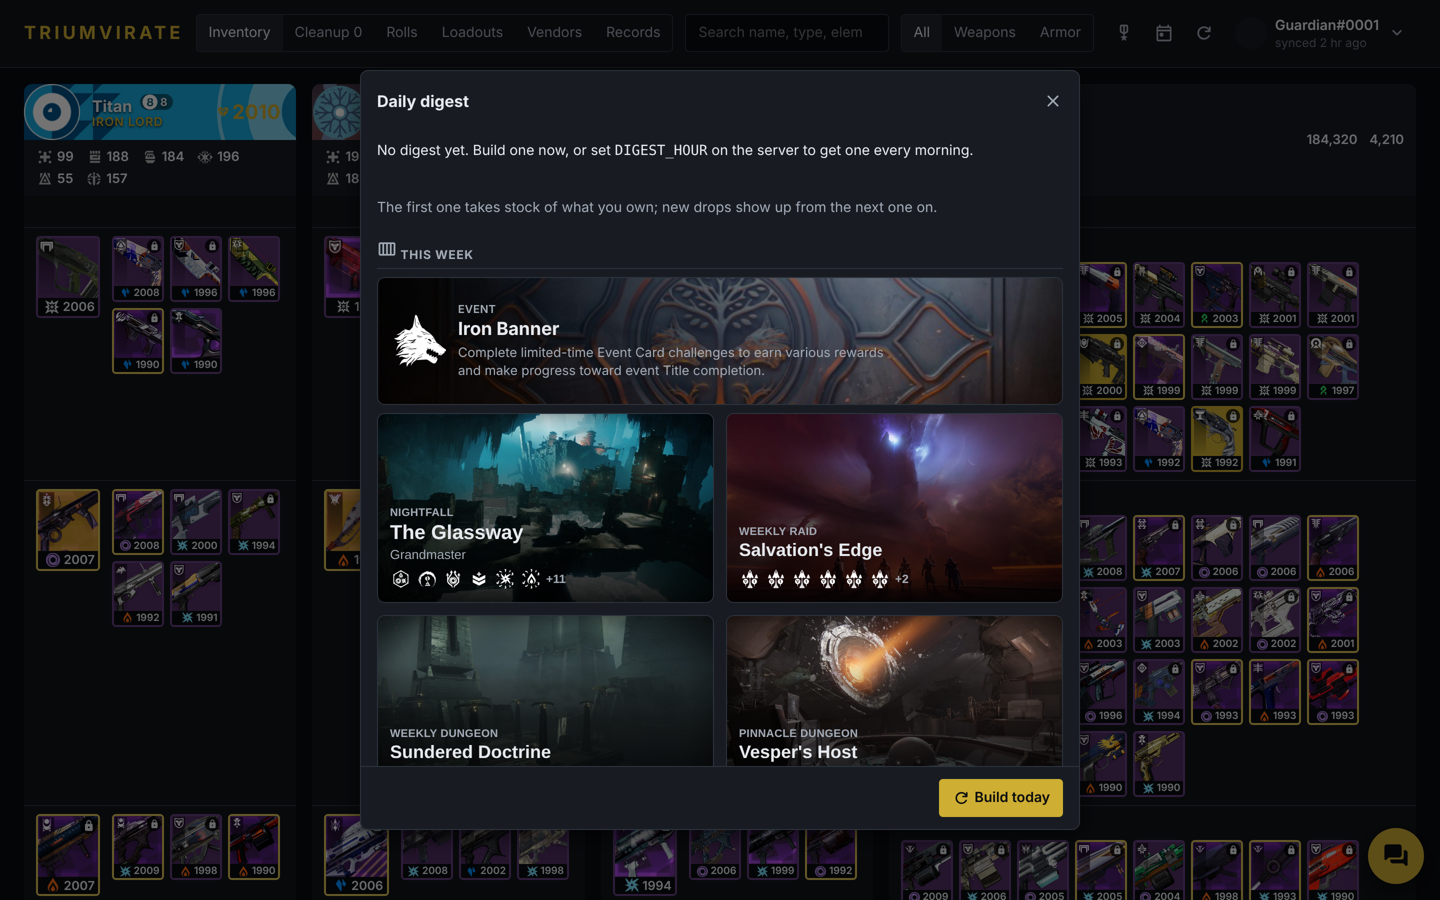 TRIUMVIRATE
Inventory
Cleanup 0
Rolls
Loadouts
Vendors
Records
Search name, type, elem
All
Weapons
Armor
Guardian#0001
synced 2 hr ago
Titan
8 8
IRON LORD
2010
99 188 184 196
55 157
184,320 4,210
Daily digest
No digest yet. Build one now, or set DIGEST_HOUR on the server to get one every morning.
The first one takes stock of what you own; new drops show up from the next one on.
THIS WEEK
EVENT
Iron Banner
Complete limited-time Event Card challenges to earn various rewards
and make progress toward event Title completion.
NIGHTFALL
The Glassway
Grandmaster
+11
WEEKLY RAID
Salvation's Edge
+2
WEEKLY DUNGEON
Sundered Doctrine
PINNACLE DUNGEON
Vesper's Host
Build today
2006
2008 1996 1996
1990 1990
2007
2008 2000 1994
1992 1991
2007
2009 1998 1990
2006
2008 2002 1998
1994
2006 1999 1992
2005 2004 2003 2001 2001
2000 1999 1999 1999 1997
1993 1992 1992 1991
2008 2007 2006 2006 2006
2003 2003 2002 2002 2001
1996 1994 1993 1993 1993
1990 1990
2009 2006 2005 2005 2004 1998 1993 1990